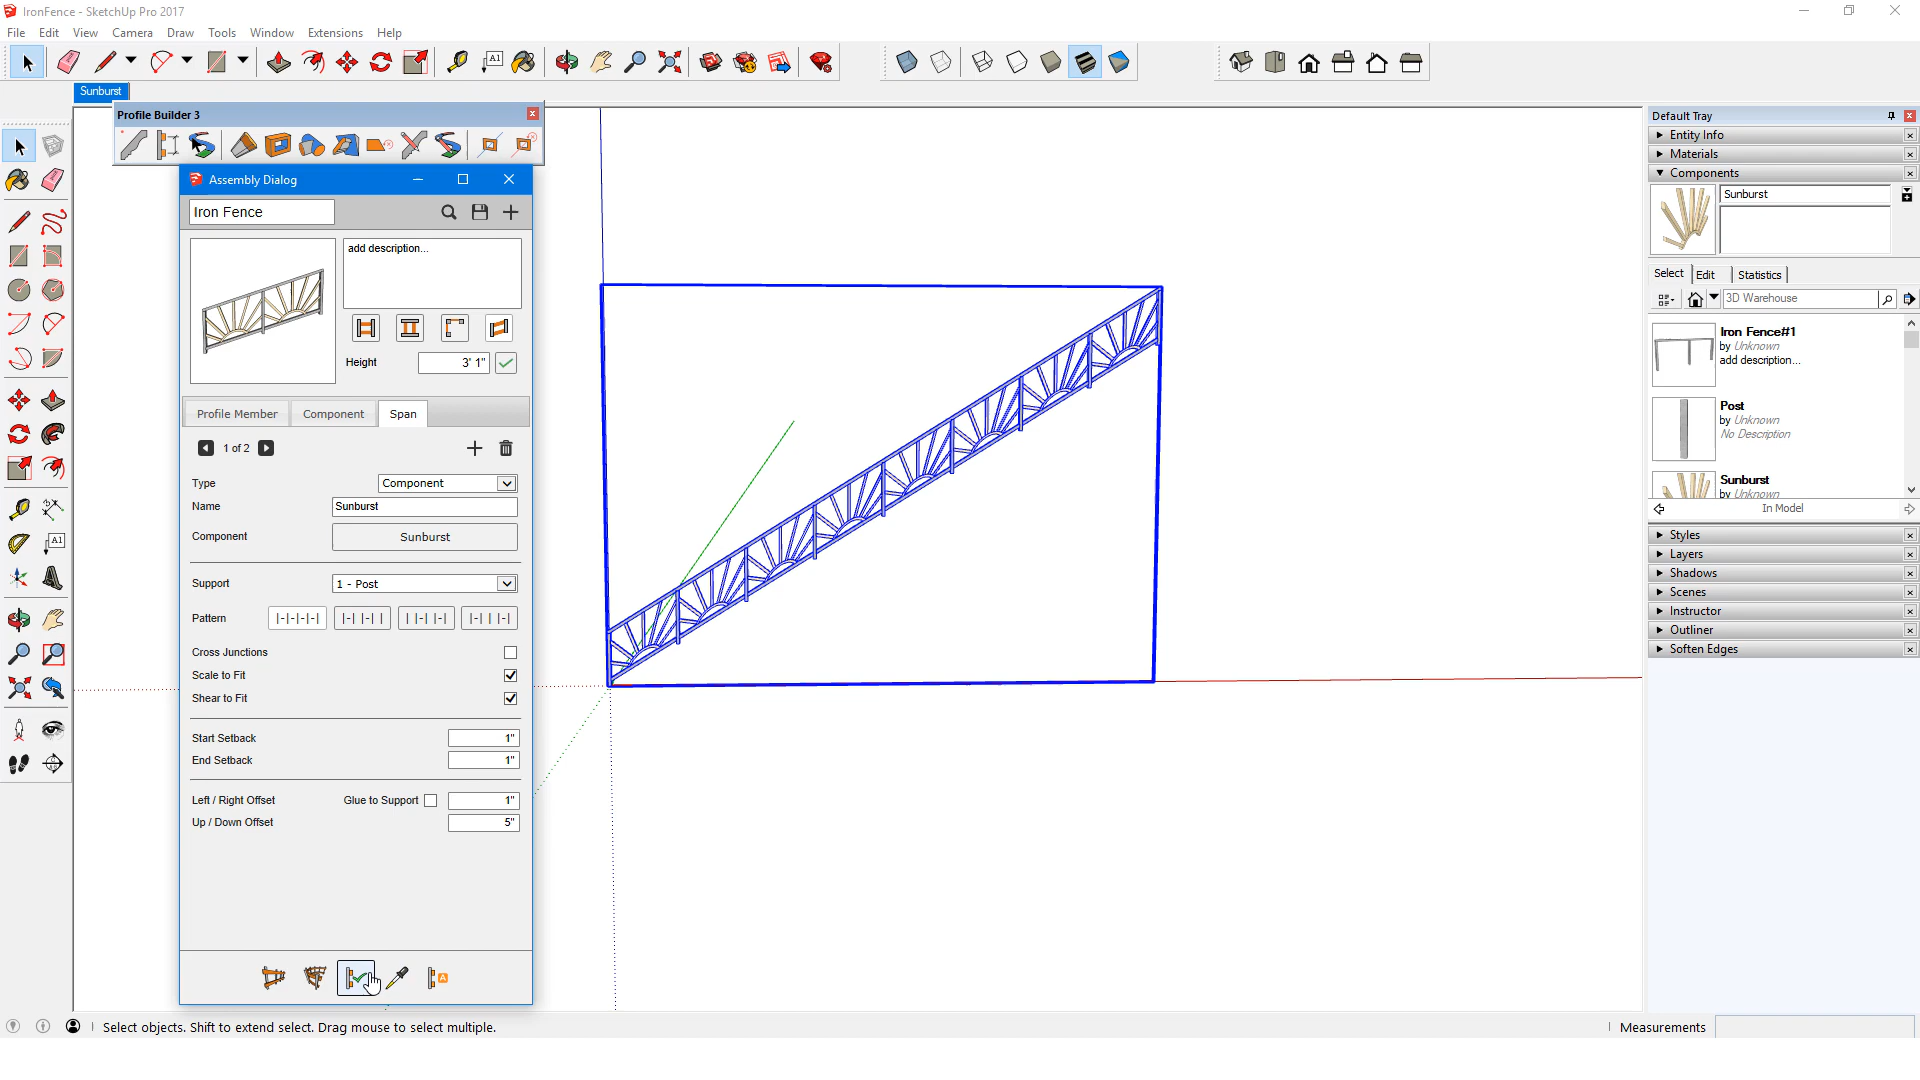 IronFence - SketchUp Pro 2017
File Edit View Camera Draw Tools Window Extensions Help
A1
Sunburst
Profile Builder 3
Assembly Dialog
Iron Fence
add description...
Height 3' 1"
Profile Member Component Span
1 of 2
Type Component
Name Sunburst
Component Sunburst
Support 1 - Post
Pattern |-|-|-| |-| |-| | | |-| |-| |-| | |-|
Cross Junctions
Scale to Fit
Shear to Fit
Start Setback 1"
End Setback 1"
Left / Right Offset Glue to Support 1"
Up / Down Offset 5"
A
A1
Default Tray
Entity Info
Materials
Components
Sunburst
Select Edit Statistics
3D Warehouse
Iron Fence#1
by Unknown
add description...
Post
by Unknown
No Description
Sunburst
by Unknown
In Model
Styles
Layers
Shadows
Scenes
Instructor
Outliner
Soften Edges
Select objects. Shift to extend select. Drag mouse to select multiple.
Measurements